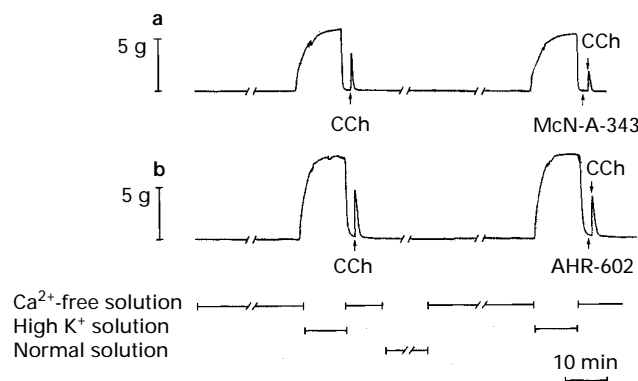 a
5 g
CCh
CCh
McN-A-343
b
5 g
CCh
CCh
AHR-602
Ca²⁺-free solution
High K⁺ solution
Normal solution
10 min